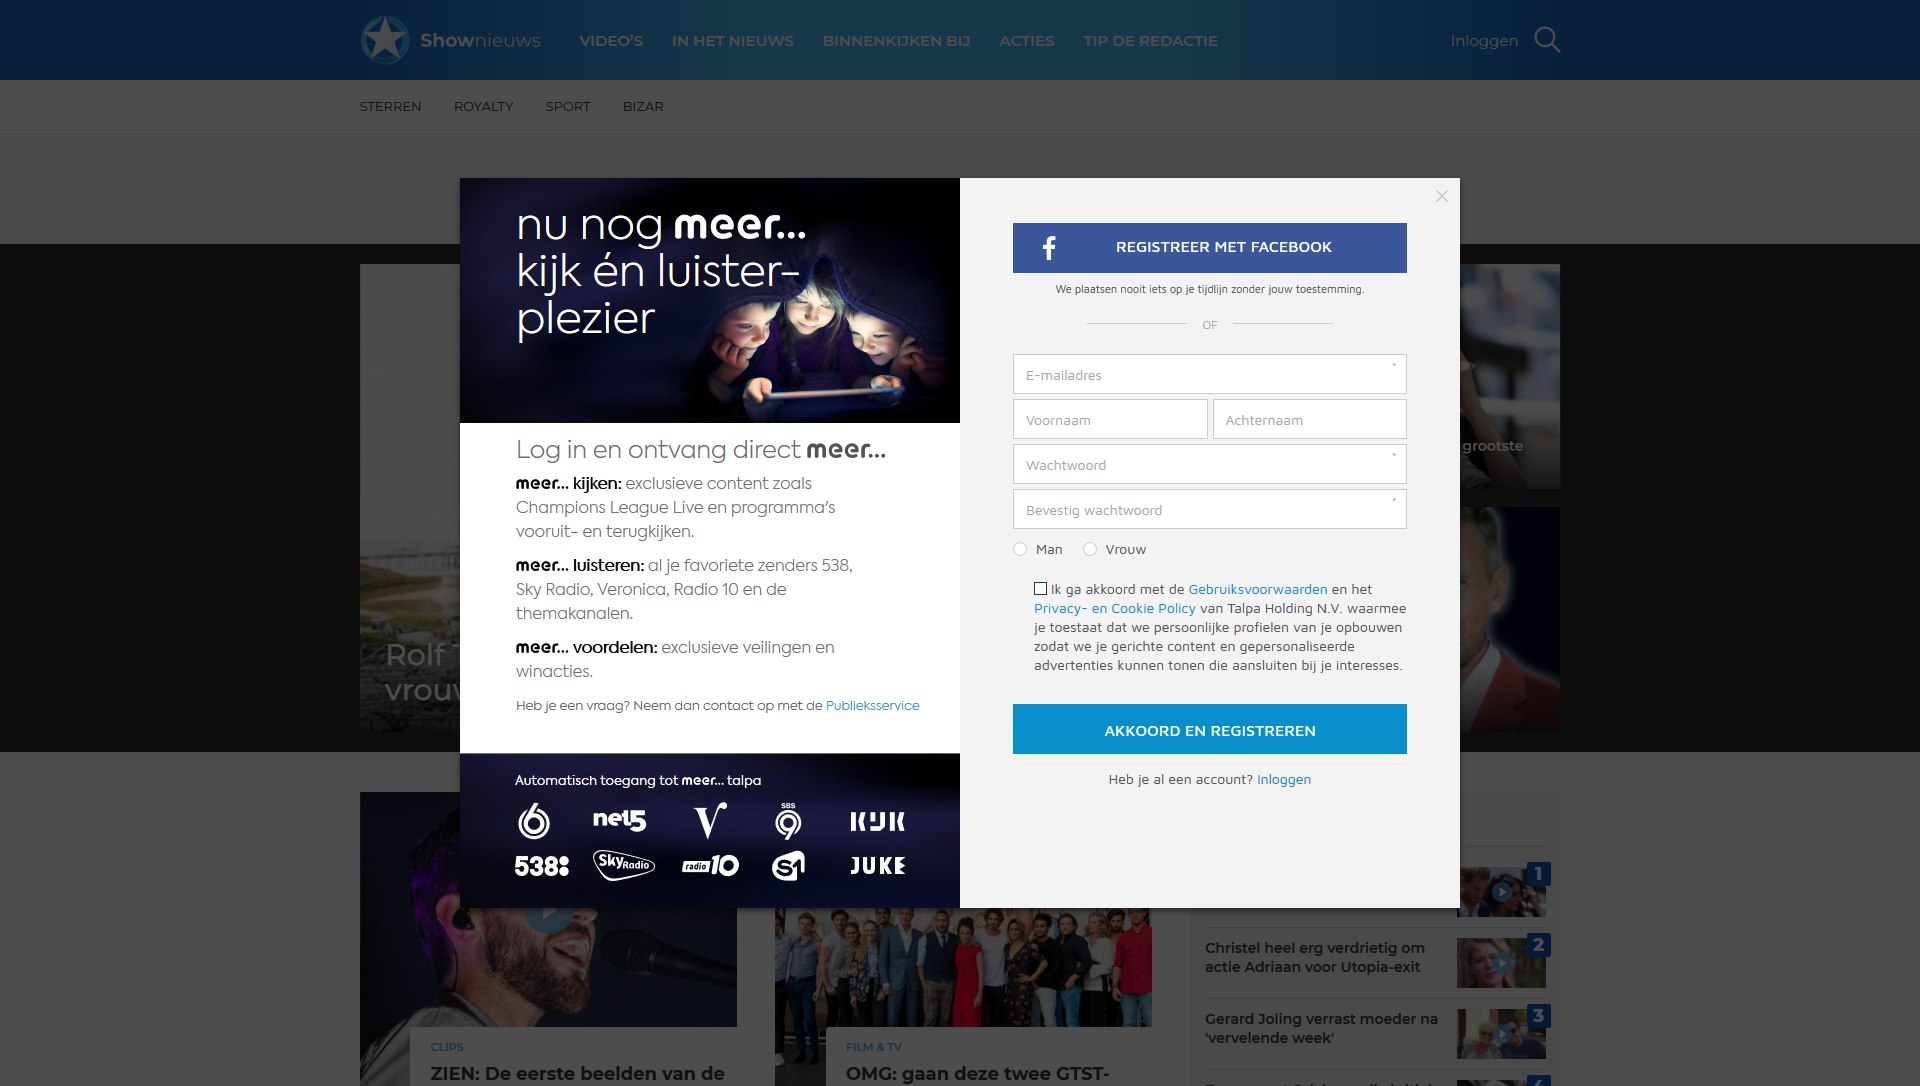 Shownieuws
VIDEO'S
IN HET NIEUWS
BINNENKIJKEN BIJ
ACTIES
TIP DE REDACTIE
Inloggen
STERREN
ROYALTY
SPORT
BIZAR
nu nog meer...
kijk én luister-
plezier
Log in en ontvang direct meer...
meer... kijken: exclusieve content zoals
Champions League Live en programma's
vooruit- en terugkijken.
meer... luisteren: al je favoriete zenders 538,
Sky Radio, Veronica, Radio 10 en de
themakanalen.
meer... voordelen: exclusieve veilingen en
winacties.
Heb je een vraag? Neem dan contact op met de Publieksservice
Automatisch toegang tot meer... talpa
6
net5
V
SBS
9
KIJK
538
Sky Radio
radio 10
S1
JUKE
REGISTREER MET FACEBOOK
We plaatsen nooit iets op je tijdlijn zonder jouw toestemming.
OF
E-mailadres *
Voornaam
Achternaam
Wachtwoord *
Bevestig wachtwoord *
Man
Vrouw
Ik ga akkoord met de Gebruiksvoorwaarden en het
Privacy- en Cookie Policy van Talpa Holding N.V. waarmee
je toestaat dat we persoonlijke profielen van je opbouwen
zodat we je gerichte content en gepersonaliseerde
advertenties kunnen tonen die aansluiten bij je interesses.
AKKOORD EN REGISTREREN
Heb je al een account? Inloggen
Rolf
vrouw
grootste
CLIPS
ZIEN: De eerste beelden van de
FILM & TV
OMG: gaan deze twee GTST-
1
Christel heel erg verdrietig om
actie Adriaan voor Utopia-exit
2
Gerard Joling verrast moeder na
'vervelende week'
3